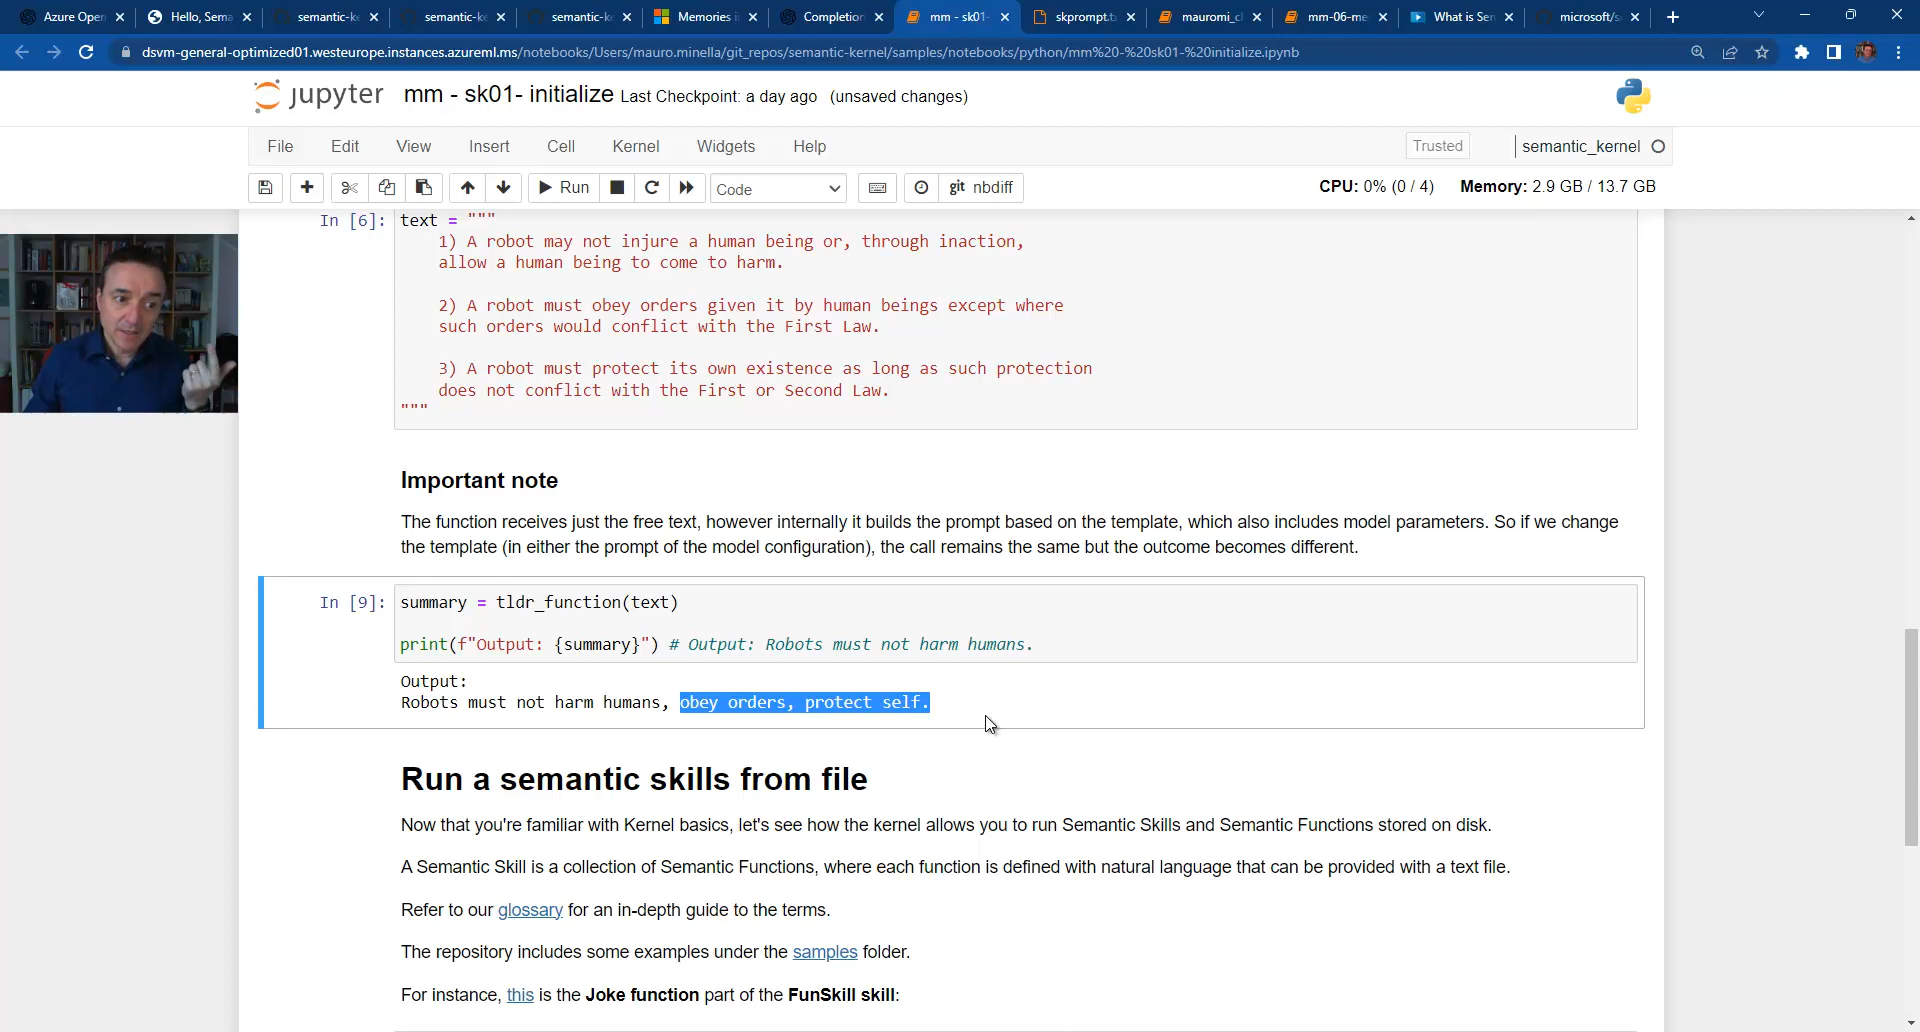 Azure Open
Hello, Sema
semantic-ke
semantic-ke
semantic-ke
Memories i
Completion
mm - sk01-
skprompt.t
mauromi_c
mm-06-me
What is Sen
microsoft/s
dsvm-general-optimized01.westeurope.instances.azureml.ms/notebooks/Users/mauro.minella/git_repos/semantic-kernel/samples/notebooks/python/mm%20-%20sk01-%20initialize.ipynb
jupyter mm - sk01- initialize Last Checkpoint: a day ago (unsaved changes)
File Edit View Insert Cell Kernel Widgets Help Trusted semantic_kernel
Run Code git nbdiff CPU: 0% (0 / 4) Memory: 2.9 GB / 13.7 GB
In [6]: text = """
1) A robot may not injure a human being or, through inaction,
allow a human being to come to harm.
2) A robot must obey orders given it by human beings except where
such orders would conflict with the First Law.
3) A robot must protect its own existence as long as such protection
does not conflict with the First or Second Law.
"""
Important note
The function receives just the free text, however internally it builds the prompt based on the template, which also includes model parameters. So if we change
the template (in either the prompt of the model configuration), the call remains the same but the outcome becomes different.
In [9]: summary = tldr_function(text)
print(f"Output: {summary}") # Output: Robots must not harm humans.
Output:
Robots must not harm humans, obey orders, protect self.
Run a semantic skills from file
Now that you're familiar with Kernel basics, let's see how the kernel allows you to run Semantic Skills and Semantic Functions stored on disk.
A Semantic Skill is a collection of Semantic Functions, where each function is defined with natural language that can be provided with a text file.
Refer to our glossary for an in-depth guide to the terms.
The repository includes some examples under the samples folder.
For instance, this is the Joke function part of the FunSkill skill: